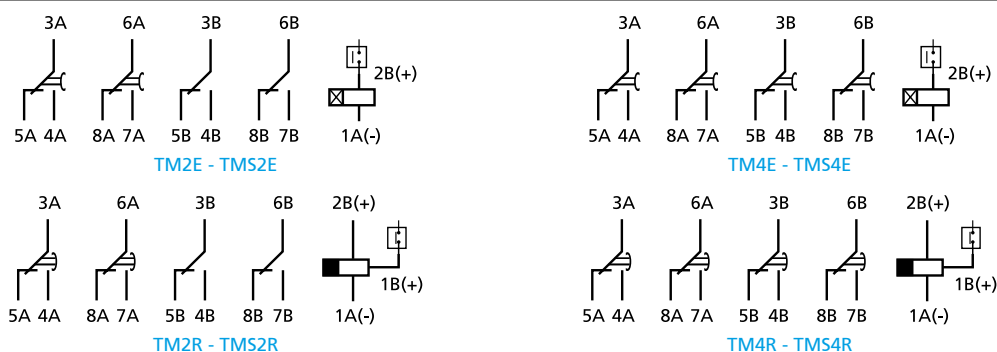 3A 6A 3B 6B
2B(+)
5A 4A 8A 7A 5B 4B 8B 7B 1A(-)
TM2E - TMS2E
3A 6A 3B 6B
2B(+)
5A 4A 8A 7A 5B 4B 8B 7B 1A(-)
TM4E - TMS4E
3A 6A 3B 6B 2B(+)
1B(+)
5A 4A 8A 7A 5B 4B 8B 7B 1A(-)
TM2R - TMS2R
3A 6A 3B 6B 2B(+)
1B(+)
5A 4A 8A 7A 5B 4B 8B 7B 1A(-)
TM4R - TMS4R